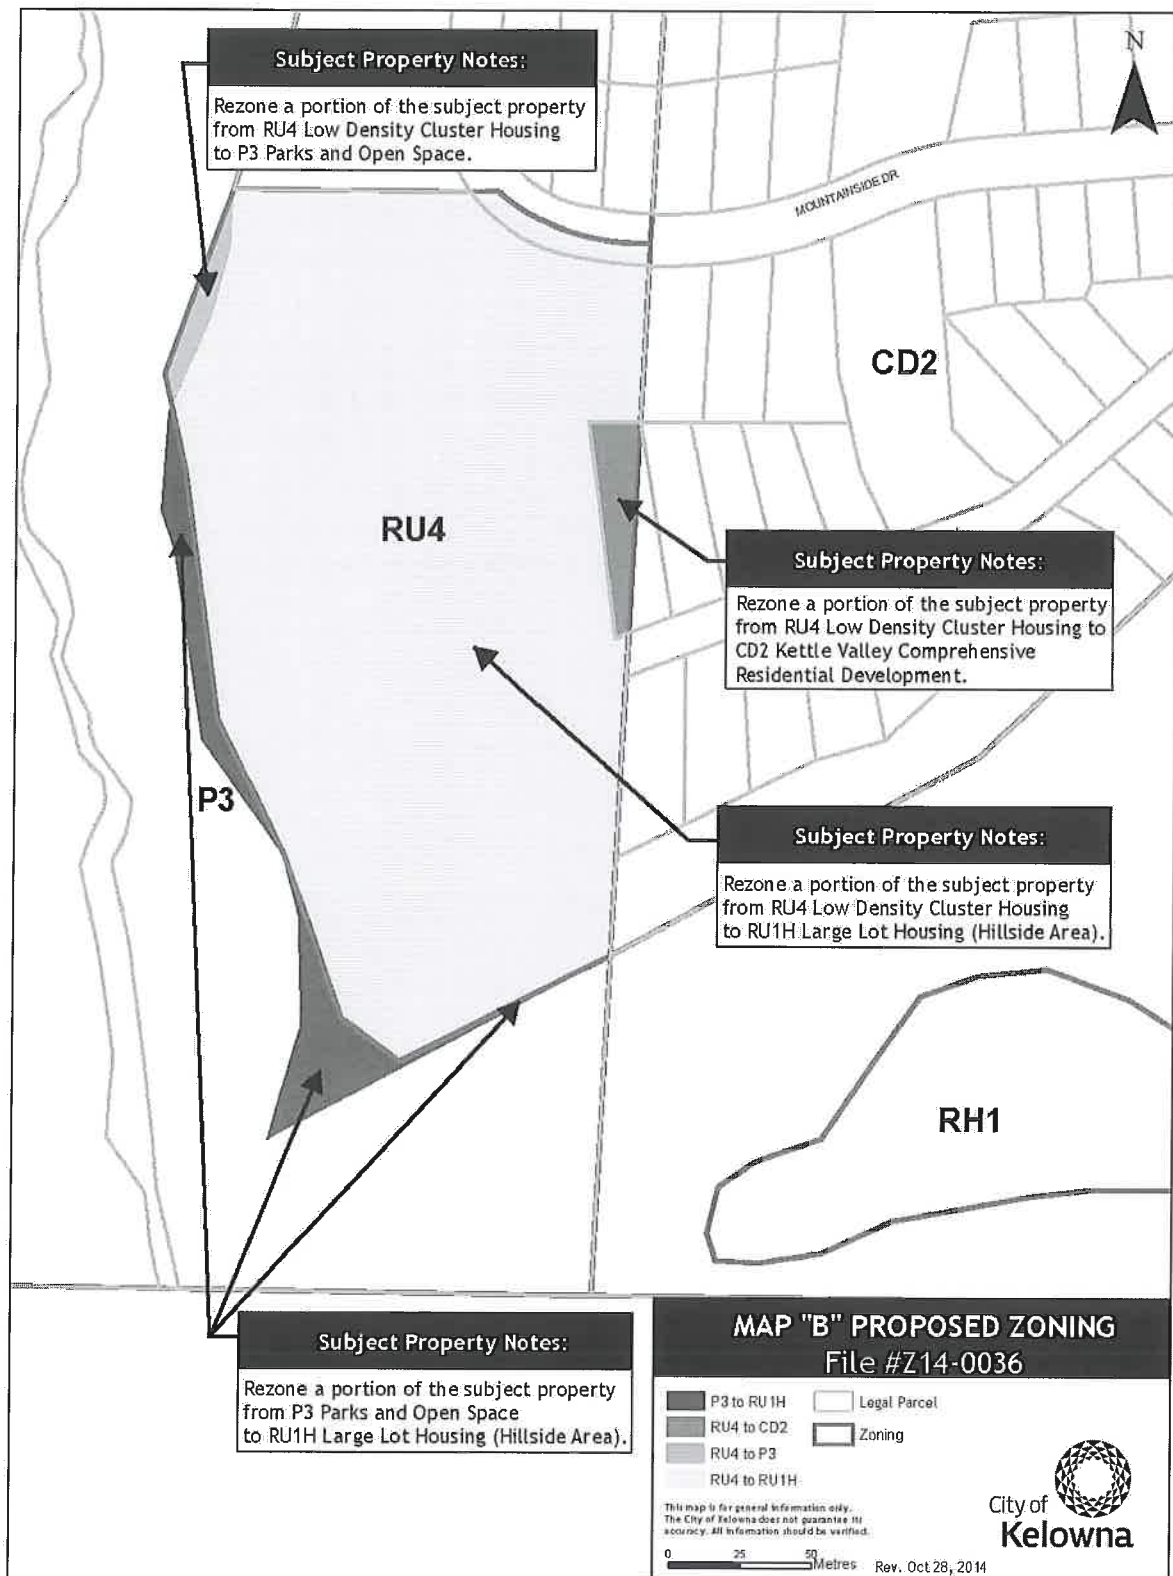 Subject Property Notes:
Rezone a portion of the subject property
from RU4 Low Density Cluster Housing
to P3 Parks and Open Space.
N
MOUNTAINSIDE DR
CD2
RU4
Subject Property Notes:
Rezone a portion of the subject property
from RU4 Low Density Cluster Housing to
CD2 Kettle Valley Comprehensive
Residential Development.
P3
Subject Property Notes:
Rezone a portion of the subject property
from RU4 Low Density Cluster Housing
to RU1H Large Lot Housing (Hillside Area).
RH1
Subject Property Notes:
Rezone a portion of the subject property
from P3 Parks and Open Space
to RU1H Large Lot Housing (Hillside Area).
MAP "B" PROPOSED ZONING
File #Z14-0036
P3 to RU1H
RU4 to CD2
RU4 to P3
RU4 to RU1H
Legal Parcel
Zoning
This map is for general information only.
The City of Kelowna does not guarantee its
accuracy. All information should be verified.
0 25 50
Metres
Rev. Oct 28, 2014
City of
Kelowna